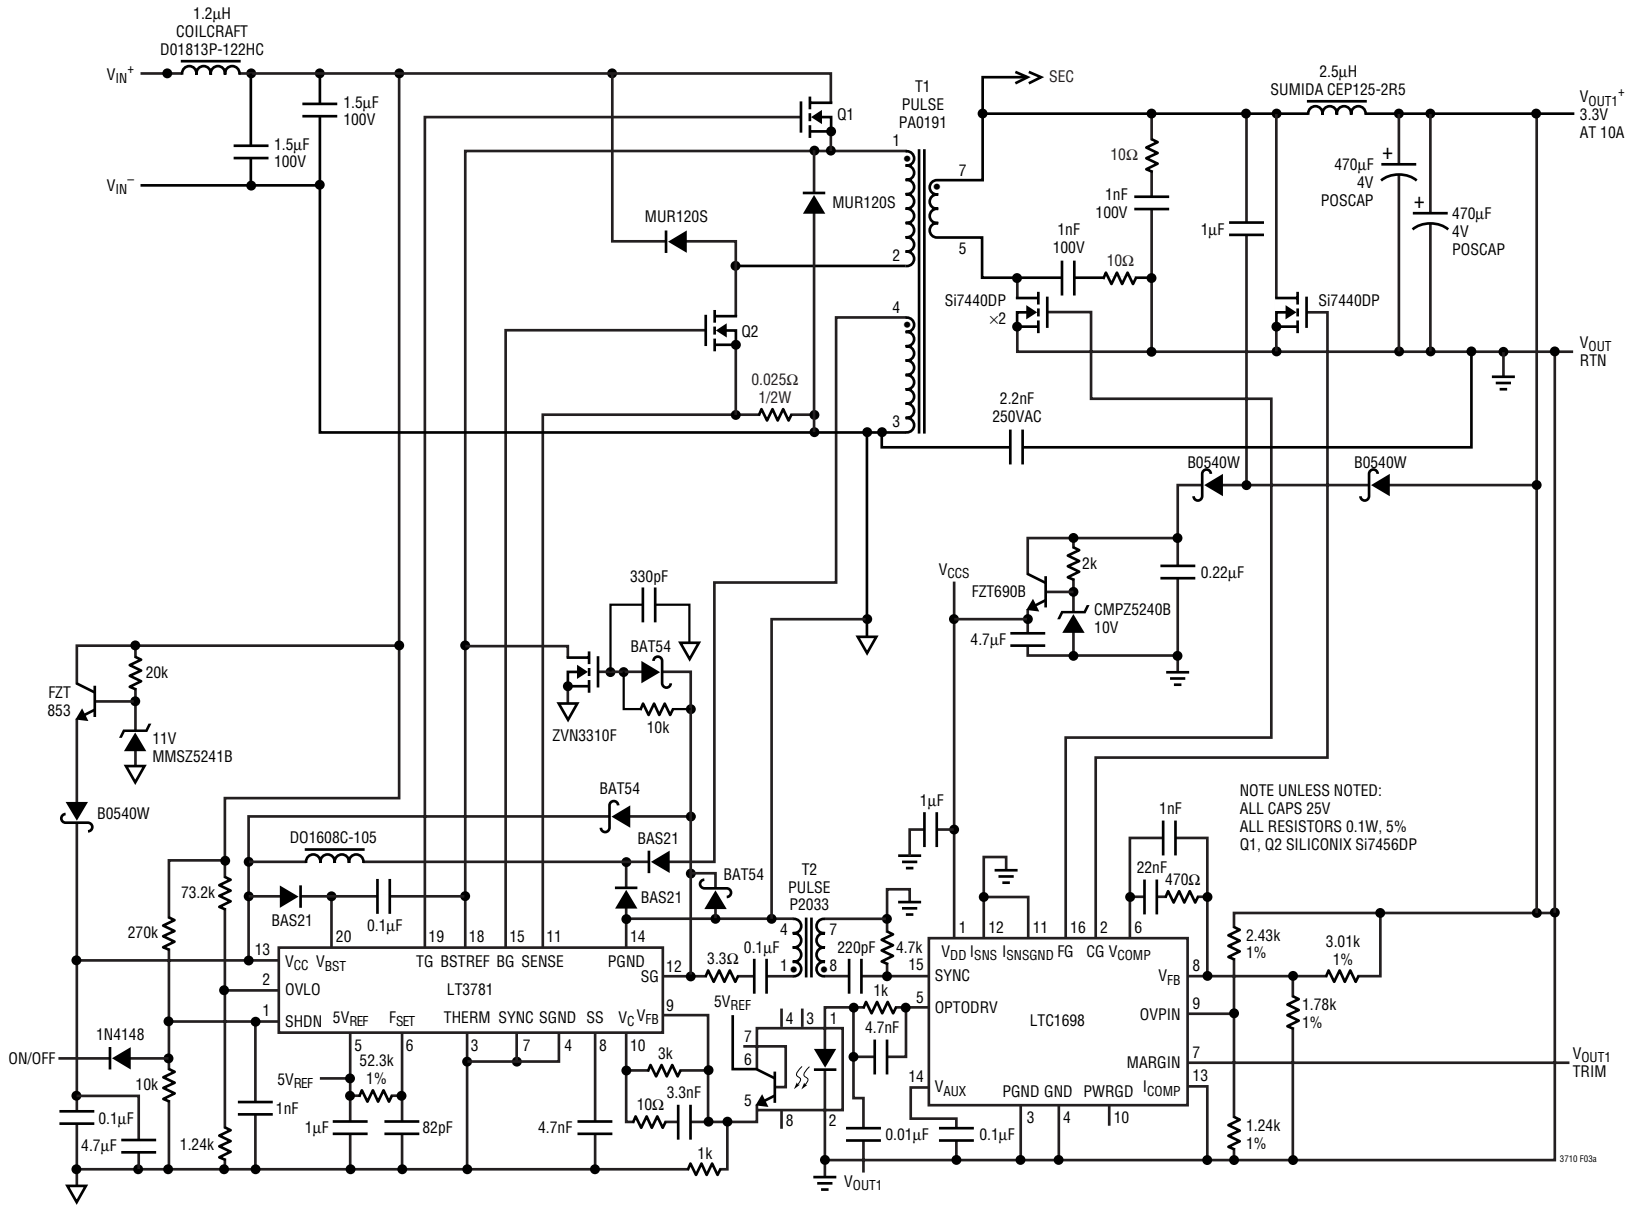 1.2µH
COILCRAFT
D01813P-122HC
VIN+
VIN–
1.5µF
100V
1.5µF
100V
Q1
MUR120S
MUR120S
Q2
0.025Ω
1/2W
T1
PULSE
PA0191
1
2
4
3
7
5
SEC
10Ω
1nF
100V
1nF
100V
10Ω
Si7440DP
×2
1µF
Si7440DP
2.5µH
SUMIDA CEP125-2R5
VOUT1+
3.3V
AT 10A
+
470µF
4V
POSCAP
+
470µF
4V
POSCAP
VOUT
RTN
2.2nF
250VAC
B0540W
B0540W
VCCS
FZT690B
2k
0.22µF
CMPZ5240B
10V
4.7µF
330pF
BAT54
10k
ZVN3310F
FZT
853
20k
11V
MMSZ5241B
B0540W
BAT54
DO1608C-105
BAS21
BAT54
BAS21
BAS21
0.1µF
73.2k
270k
T2
PULSE
P2033
4
1
7
8
3.3Ω
0.1µF
220pF
4.7k
1µF
1nF
22nF
470Ω
NOTE UNLESS NOTED:
ALL CAPS 25V
ALL RESISTORS 0.1W, 5%
Q1, Q2 SILICONIX Si7456DP
13
20
19
18
15
11
14
12
VCC
VBST
TG
BSTREF
BG
SENSE
PGND
SG
2
OVLO
LT3781
1
SHDN
5VREF
FSET
THERM
SYNC
SGND
SS
VC
VFB
9
5
6
3
7
4
8
10
1
12
11
16
2
6
VDD
ISNS
ISNSGND
FG
CG
VCOMP
15
SYNC
5
OPTODRV
LTC1698
14
VAUX
PGND
GND
PWRGD
ICOMP
VFB
8
OVPIN
9
MARGIN
7
13
3
4
10
2.43k
1%
3.01k
1%
1.78k
1%
1.24k
1%
VOUT1
TRIM
5VREF
7
6
5
4
3
1
8
2
1k
4.7nF
0.01µF
0.1µF
VOUT1
ON/OFF
1N4148
10k
0.1µF
4.7µF
1.24k
1nF
5VREF
52.3k
1%
1µF
82pF
4.7nF
3k
3.3nF
10Ω
1k
3710 F03a